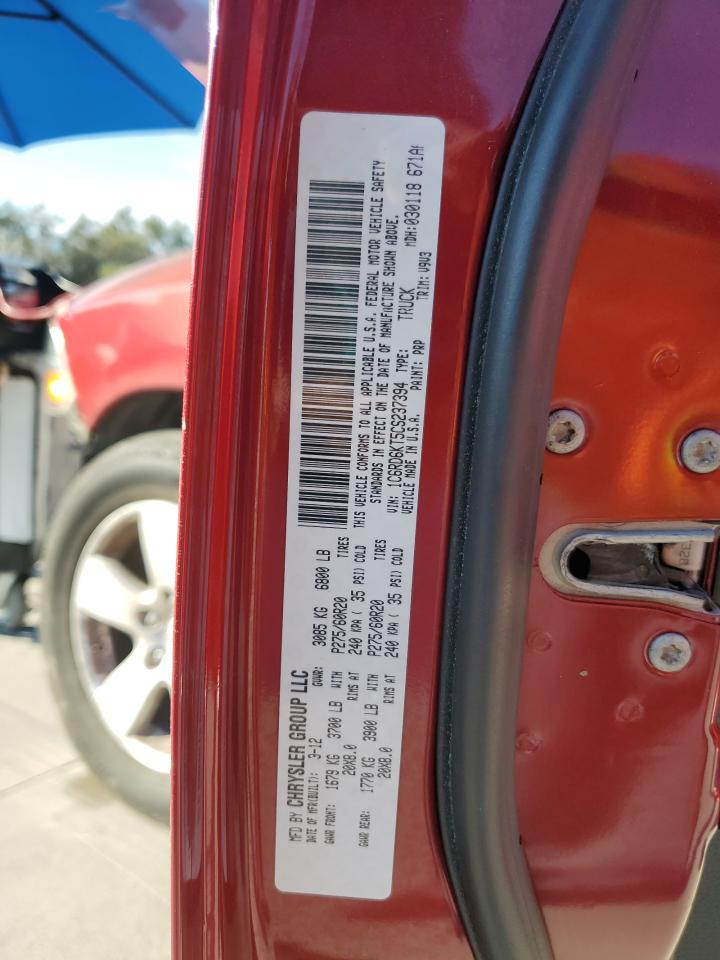 MFD BY CHRYSLER GROUP LLC
DATE OF MFR(BUILT): 3-12 GVWR: 3085 KG 6800 LB
GAWR FRONT: 1679 KG 3700 LB WITH P275/60R20 TIRES
20X8.0 RIMS AT 240 KPA ( 35 PSI) COLD
GAWR REAR: 1770 KG 3900 LB WITH P275/60R20 TIRES
20X8.0 RIMS AT 240 KPA ( 35 PSI) COLD
THIS VEHICLE CONFORMS TO ALL APPLICABLE U.S.A. FEDERAL MOTOR VEHICLE SAFETY
STANDARDS IN EFFECT ON THE DATE OF MANUFACTURE SHOWN ABOVE.
VIN: 1C6RD6KT5CS237394 TYPE: TRUCK MDH:030118 671Af
VEHICLE MADE IN U.S.A. PAINT: PRP TRIM: V9V3